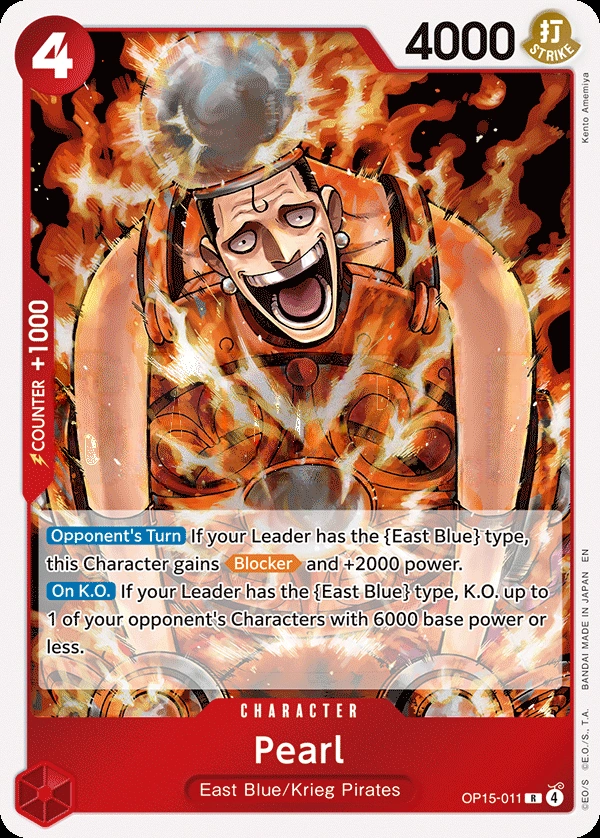 4
4000
打
STRIKE
Kento Amemiya
COUNTER +1000
Opponent's Turn If your Leader has the {East Blue} type,
this Character gains Blocker and +2000 power.
On K.O. If your Leader has the {East Blue} type, K.O. up to
1 of your opponent's Characters with 6000 base power or
less.
CHARACTER
Pearl
East Blue/Krieg Pirates
OP15-011 R 4
©EO/S ©E.O./S., T.A. BANDAI MADE IN JAPAN EN